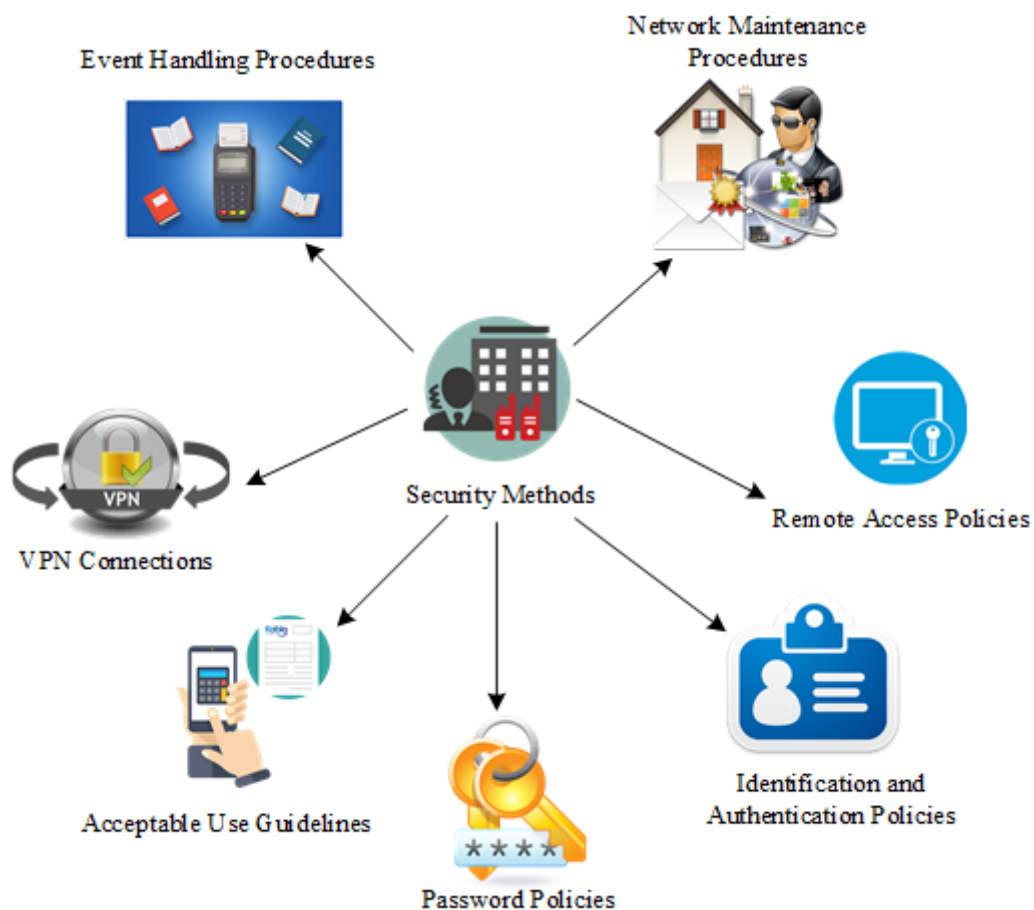 Event Handling Procedures
Network Maintenance
Procedures
Security Methods
VPN
VPN Connections
Remote Access Policies
Acceptable Use Guidelines
Identification and
Authentication Policies
****
Password Policies